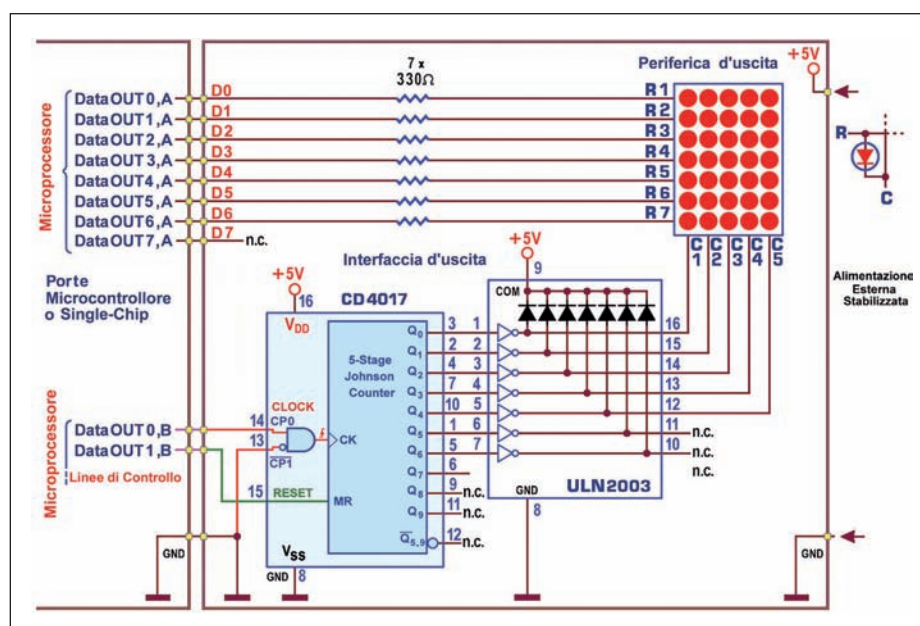 7 x
330Ω
Periferica d'uscita
+5V
Microprocessore
DataOUT0,A
D0
R1
DataOUT1,A
D1
R2
DataOUT2,A
D2
R3
DataOUT3,A
D3
R4
DataOUT4,A
D4
R5
DataOUT5,A
D5
R6
DataOUT6,A
D6
R7
DataOUT7,A
D7
n.c.
R
C
C1
C2
C3
C4
C5
Porte
Microcontrollore
o Single-Chip
Interfaccia d'uscita
+5V
16
CD4017
VDD
+5V
9
COM
Alimentazione
Esterna
Stabilizzata
5-Stage
Johnson
Counter
Q0
3
1
16
Q1
2
2
15
Q2
4
3
14
Q3
7
4
13
Q4
10
5
12
Q5
1
6
11
n.c.
Q6
5
7
10
n.c.
Q7
6
n.c.
Q8
9
n.c.
Q9
11
n.c.
Q5,9
12
n.c.
Microprocessore
DataOUT0,B
DataOUT1,B
Linee di Controllo
CLOCK
14
CP0
13
CP1
CK
15
RESET
MR
GND
ULN2003
8
GND
VSS
GND
8
GND